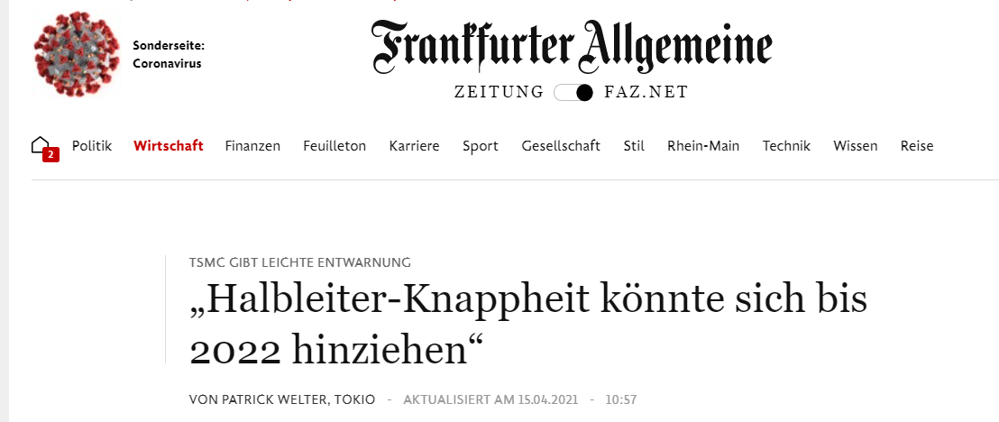 Sonderseite:
Coronavirus
Frankfurter Allgemeine
ZEITUNG FAZ.NET
2 Politik Wirtschaft Finanzen Feuilleton Karriere Sport Gesellschaft Stil Rhein-Main Technik Wissen Reise
TSMC GIBT LEICHTE ENTWARNUNG
„Halbleiter-Knappheit könnte sich bis
2022 hinziehen“
VON PATRICK WELTER, TOKIO - AKTUALISIERT AM 15.04.2021 - 10:57